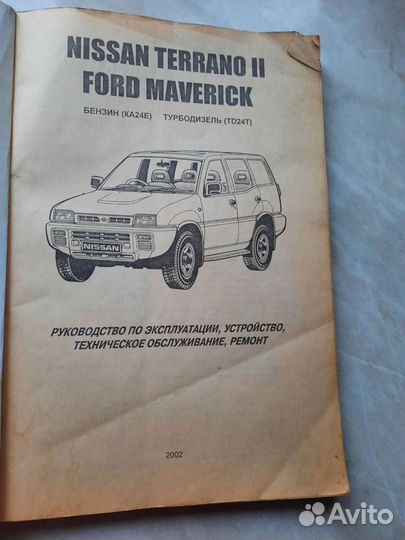 NISSAN TERRANO II
FORD MAVERICK
БЕНЗИН (KA24E) ТУРБОДИЗЕЛЬ (TD24T)
NISSAN
РУКОВОДСТВО ПО ЭКСПЛУАТАЦИИ, УСТРОЙСТВО,
ТЕХНИЧЕСКОЕ ОБСЛУЖИВАНИЕ, РЕМОНТ
2002
Avito